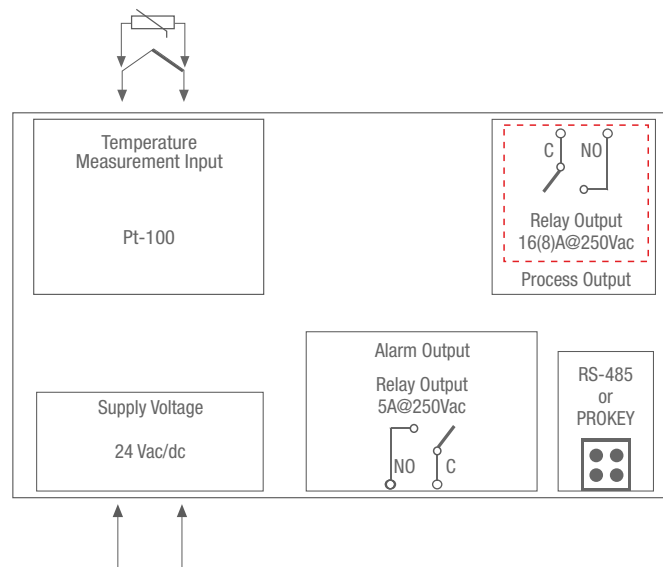 Temperature
Measurement Input
Pt-100
C NO
Relay Output
16(8)A@250Vac
Process Output
Alarm Output
Relay Output
5A@250Vac
NO C
Supply Voltage
24 Vac/dc
RS-485
or
PROKEY